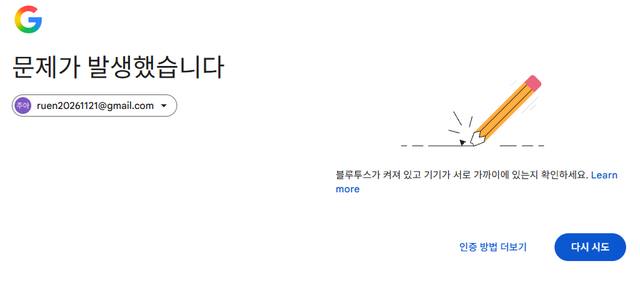 문제가 발생했습니다
주아 ruen20261121@gmail.com
블루투스가 켜져 있고 기기가 서로 가까이에 있는지 확인하세요. Learn
more
인증 방법 더보기 다시 시도